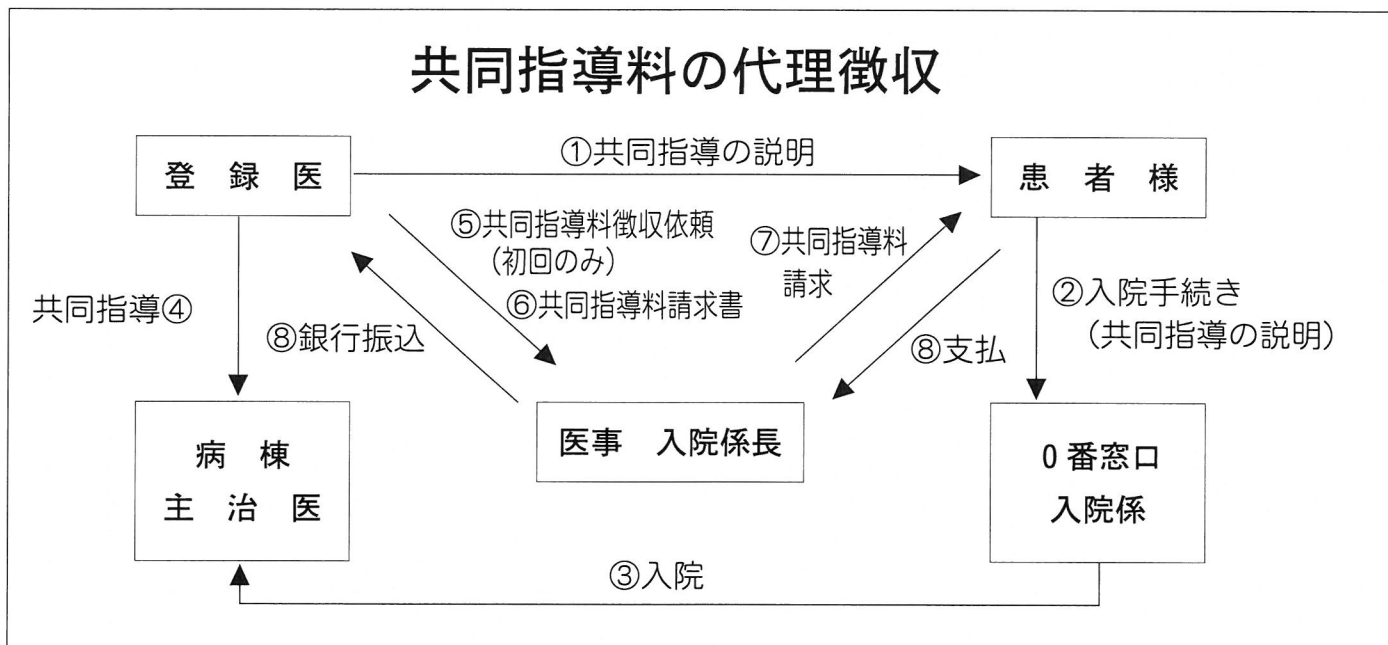 共同指導料の代理徴収
①共同指導の説明
登 録 医
患 者 様
⑤共同指導料徴収依頼
（初回のみ）
⑥共同指導料請求書
⑦共同指導料
請求
共同指導④
⑧銀行振込
⑧支払
②入院手続き
（共同指導の説明）
病 棟
主 治 医
医事 入院係長
0番窓口
入院係
③入院